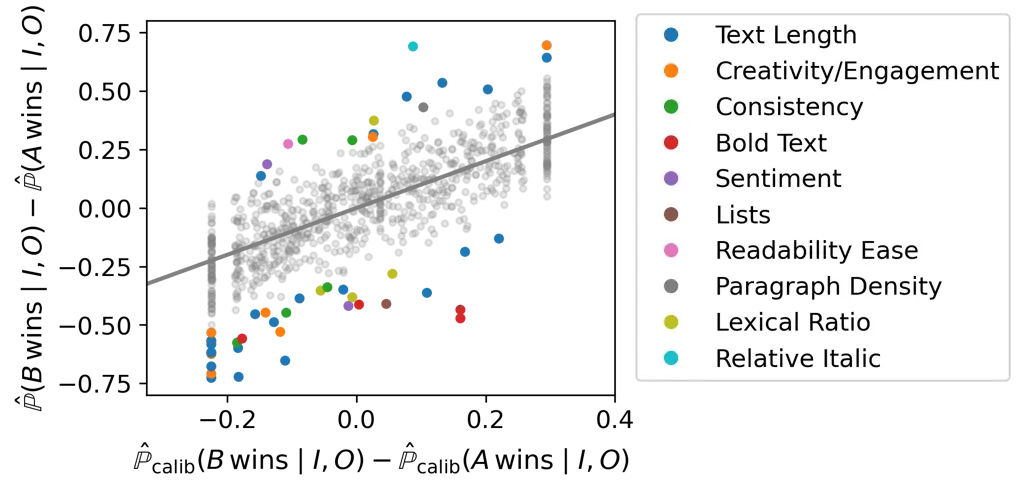 P̂(B wins | I, O) − P̂(A wins | I, O)
0.75
0.50
0.25
0.00
−0.25
−0.50
−0.75
−0.2
0.0
0.2
0.4
P̂calib(B wins | I, O) − P̂calib(A wins | I, O)
Text Length
Creativity/Engagement
Consistency
Bold Text
Sentiment
Lists
Readability Ease
Paragraph Density
Lexical Ratio
Relative Italic